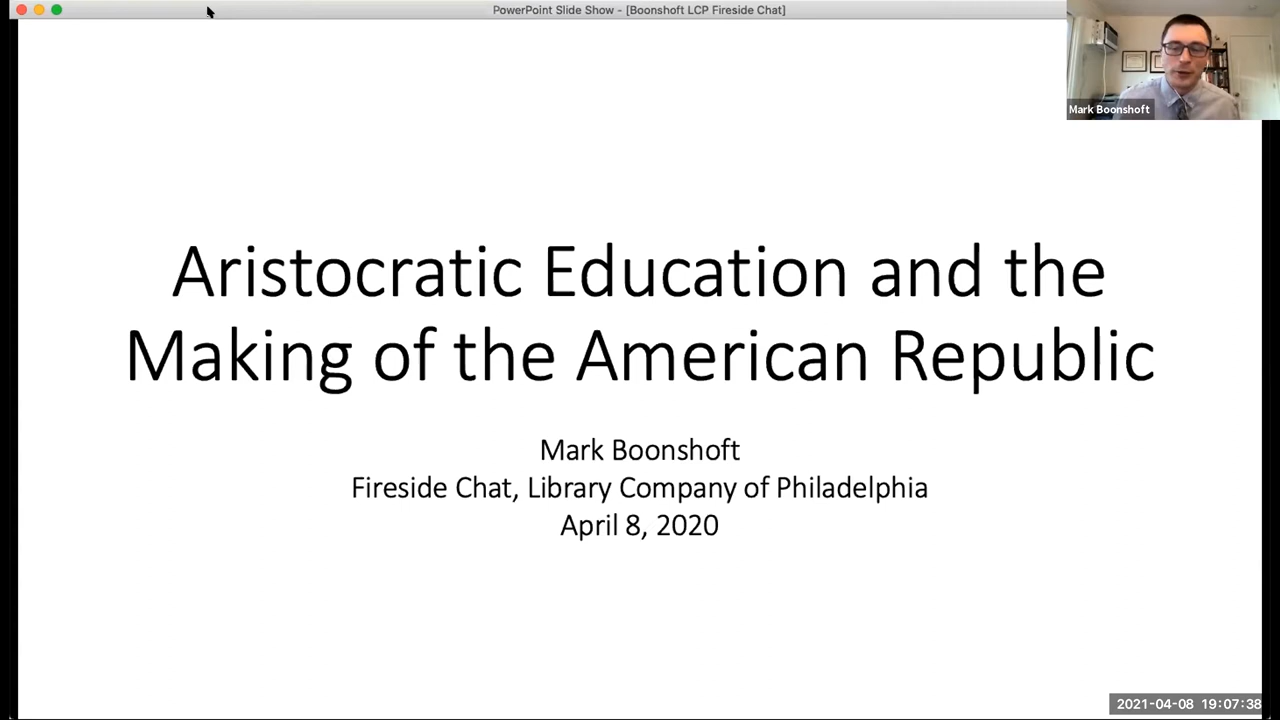 PowerPoint Slide Show - [Boonshoft LCP Fireside Chat]
Mark Boonshoft
Aristocratic Education and the
Making of the American Republic
Mark Boonshoft
Fireside Chat, Library Company of Philadelphia
April 8, 2020
2021-04-08 19:07:38